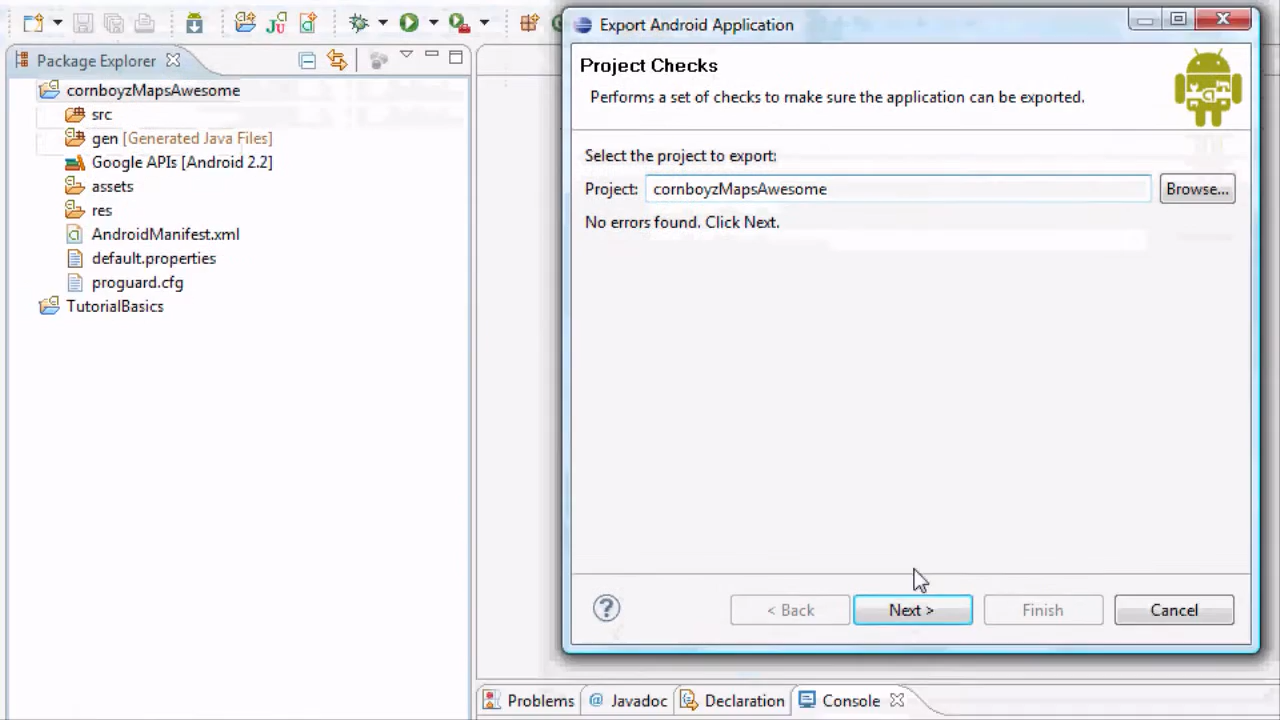 Package Explorer
cornboyzMapsAwesome
src
gen [Generated Java Files]
Google APIs [Android 2.2]
assets
res
AndroidManifest.xml
default.properties
proguard.cfg
TutorialBasics
Export Android Application
Project Checks
Performs a set of checks to make sure the application can be exported.
Select the project to export:
Project: cornboyzMapsAwesome Browse...
No errors found. Click Next.
< Back Next > Finish Cancel
Problems @ Javadoc Declaration Console